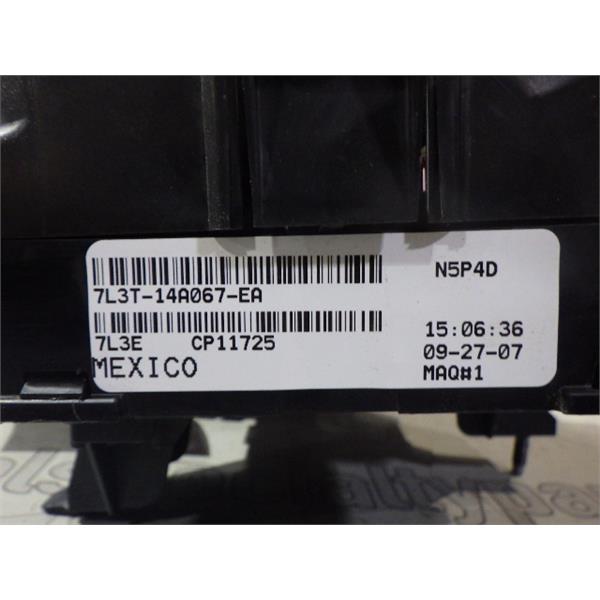 N5P4D
7L3T-14A067-EA
7L3E CP11725
15:06:36
MEXICO
09-27-07
MAQ#1